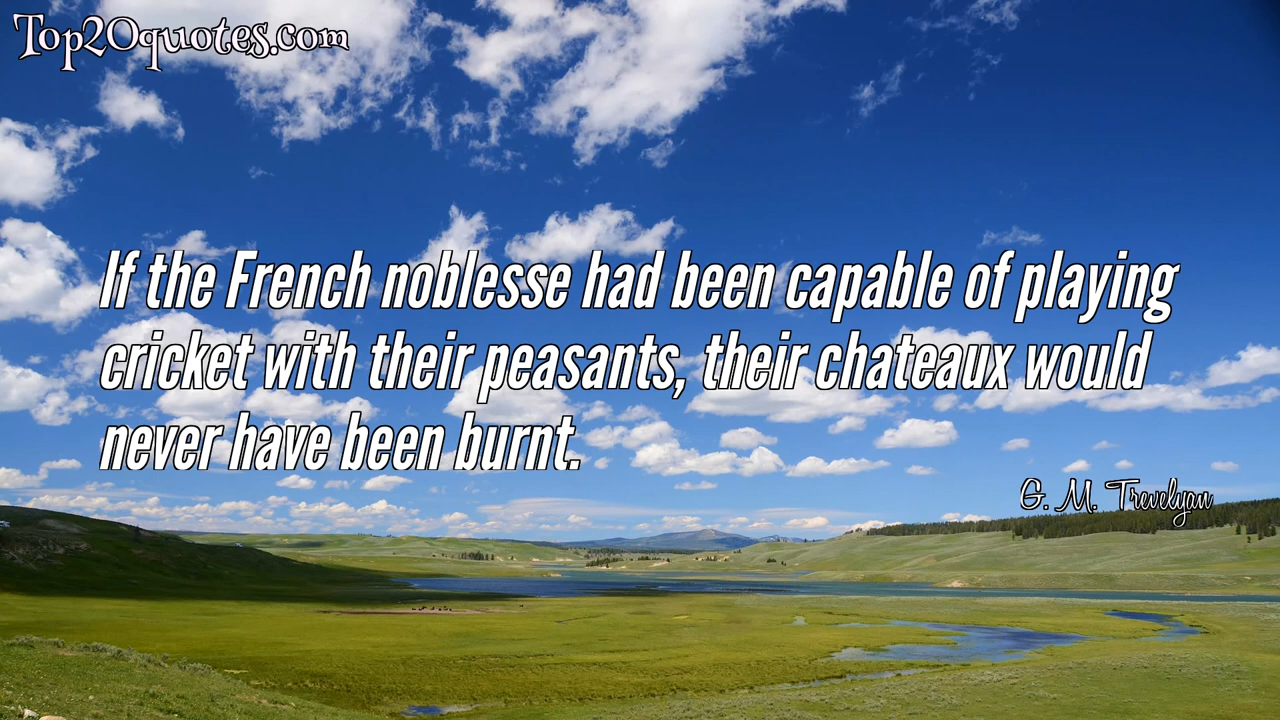 Top20quotes.com
If the French noblesse had been capable of playing
cricket with their peasants, their chateaux would
never have been burnt.
G. M. Trevelyan